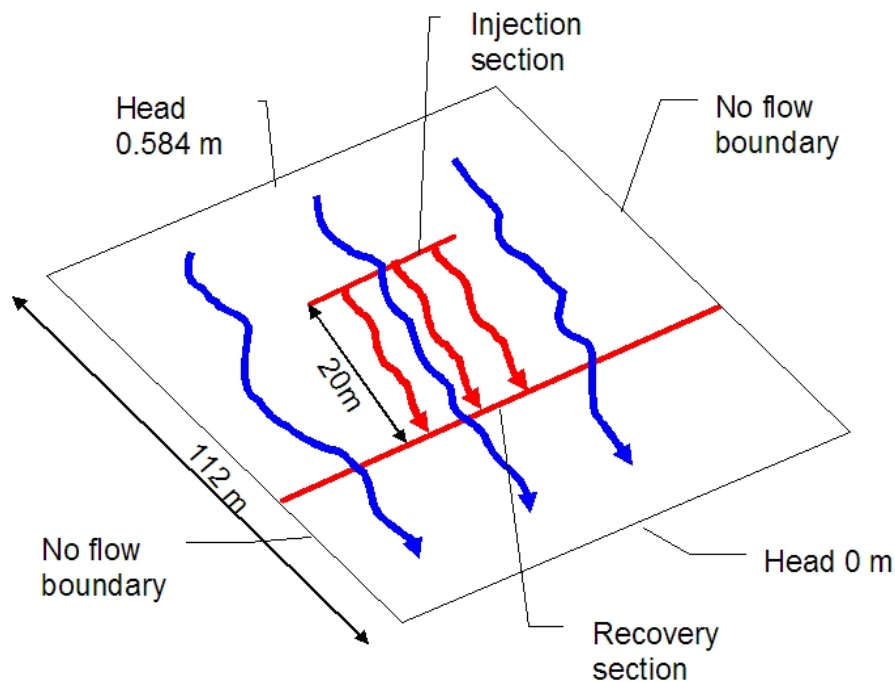 Injection
section
Head
0.584 m
No flow
boundary
20m
112 m
No flow
boundary
Head 0 m
Recovery
section